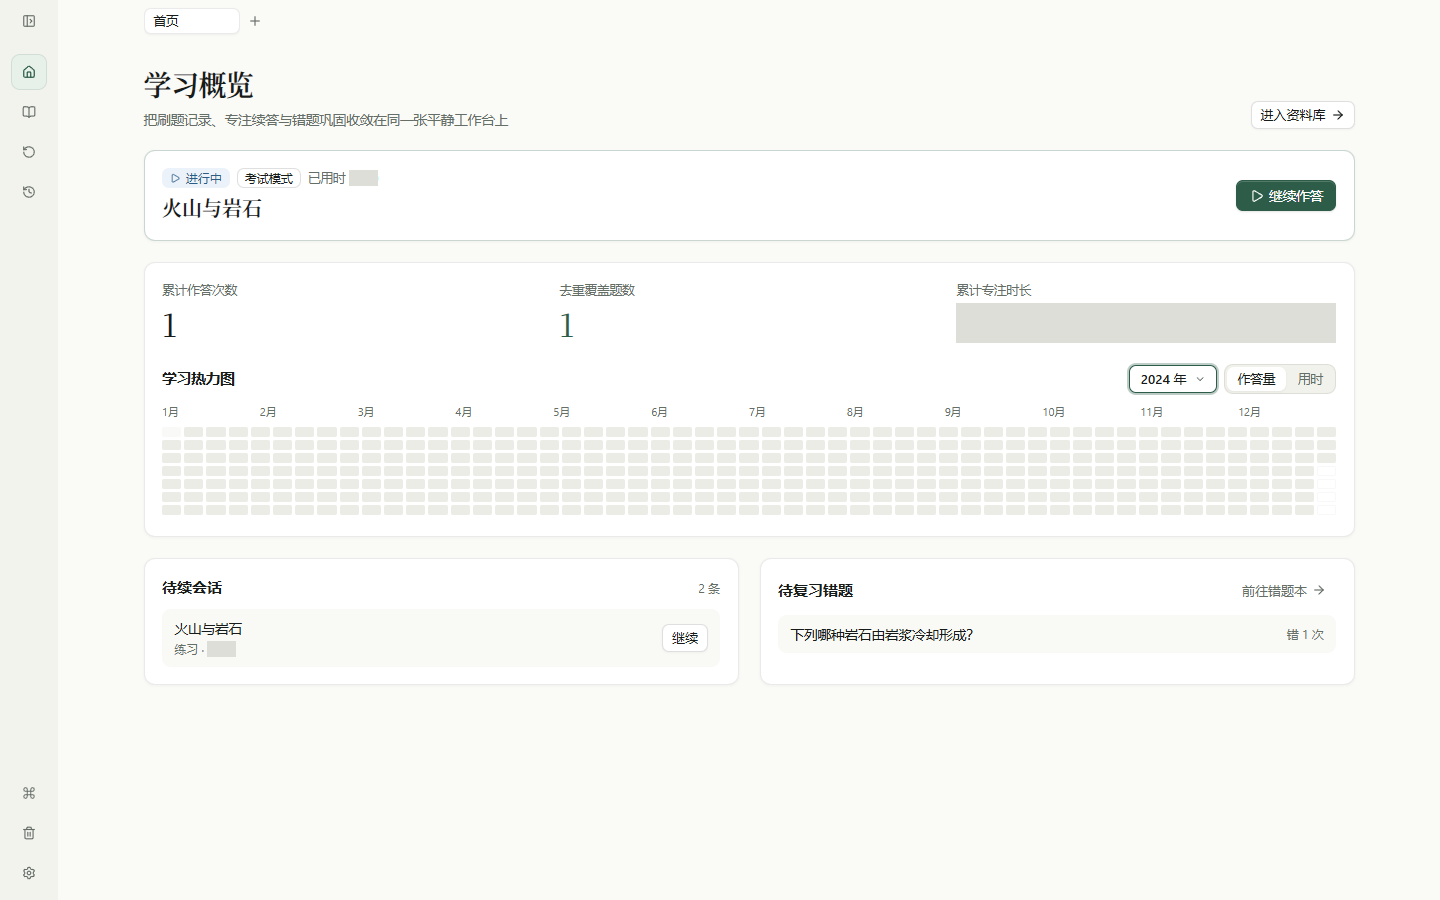 首页
学习概览
把刷题记录、专注续答与错题巩固收敛在同一张平静工作台上
进入资料库
进行中 考试模式 已用时
火山与岩石
继续作答
累计作答次数
1
去重覆盖题数
1
累计专注时长
学习热力图
2024 年
作答量 用时
1月 2月 3月 4月 5月 6月 7月 8月 9月 10月 11月 12月
待续会话
2 条
火山与岩石
练习 ·
继续
待复习错题
前往错题本
下列哪种岩石由岩浆冷却形成?
错 1 次